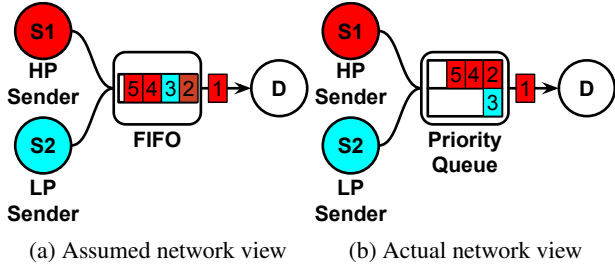 S1
HP
Sender
5 4 3 2 1
FIFO
D
S2
LP
Sender
(a) Assumed network view
S1
HP
Sender
5 4 2 1
3
Priority
Queue
D
S2
LP
Sender
(b) Actual network view